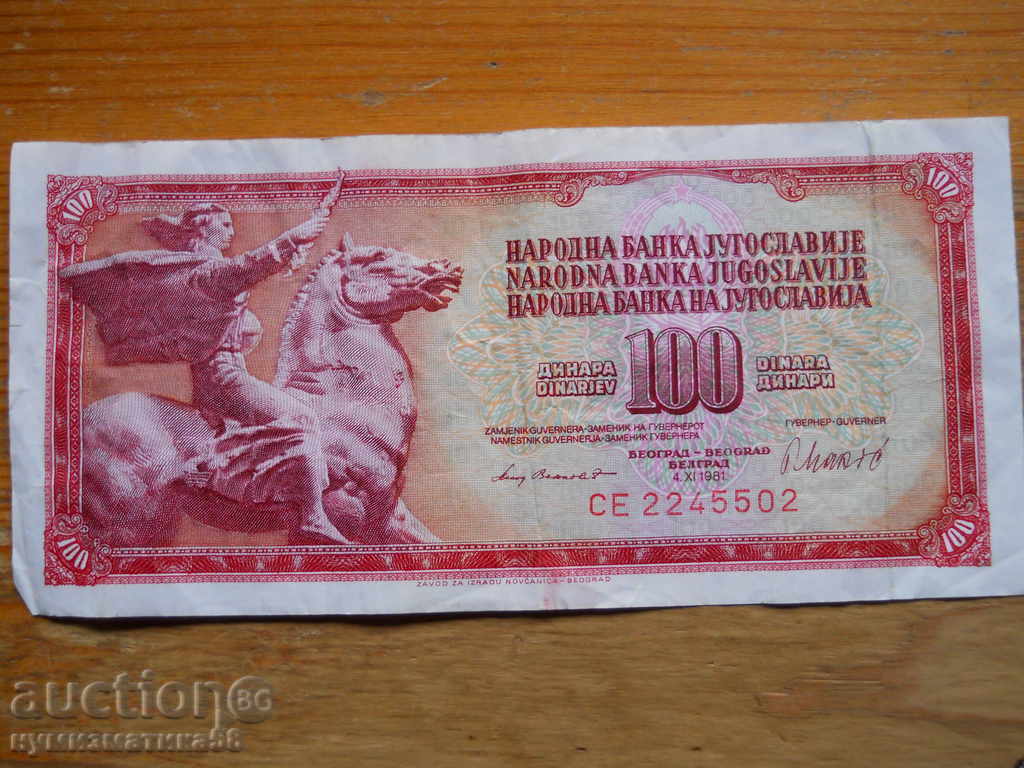 100 100
НАРОДНА БАНКА ЈУГОСЛАВИЈЕ
NARODNA BANKA JUGOSLAVIJE
НАРОДНА БАНКА НА ЈУГОСЛАВИЈА
ДИНАРА 100 DINARA
DINARJEV ДИНАРИ
ZAMJENIK GUVERNERA-ЗАМЕНИК НА ГУВЕРНЕРОТ ГУВЕРНЕР-GUVERNER
NAMESTNIK GUVERNERJA-ЗАМЕНИК ГУВЕРНЕРА
БЕОГРАД - BEOGRAD
БЕЛГРАД
4. XI 1981
CE 2245502
100 100
ZAVOD ZA IZRADU NOVČANICA - BEOGRAD
auction BG
нумизматика98